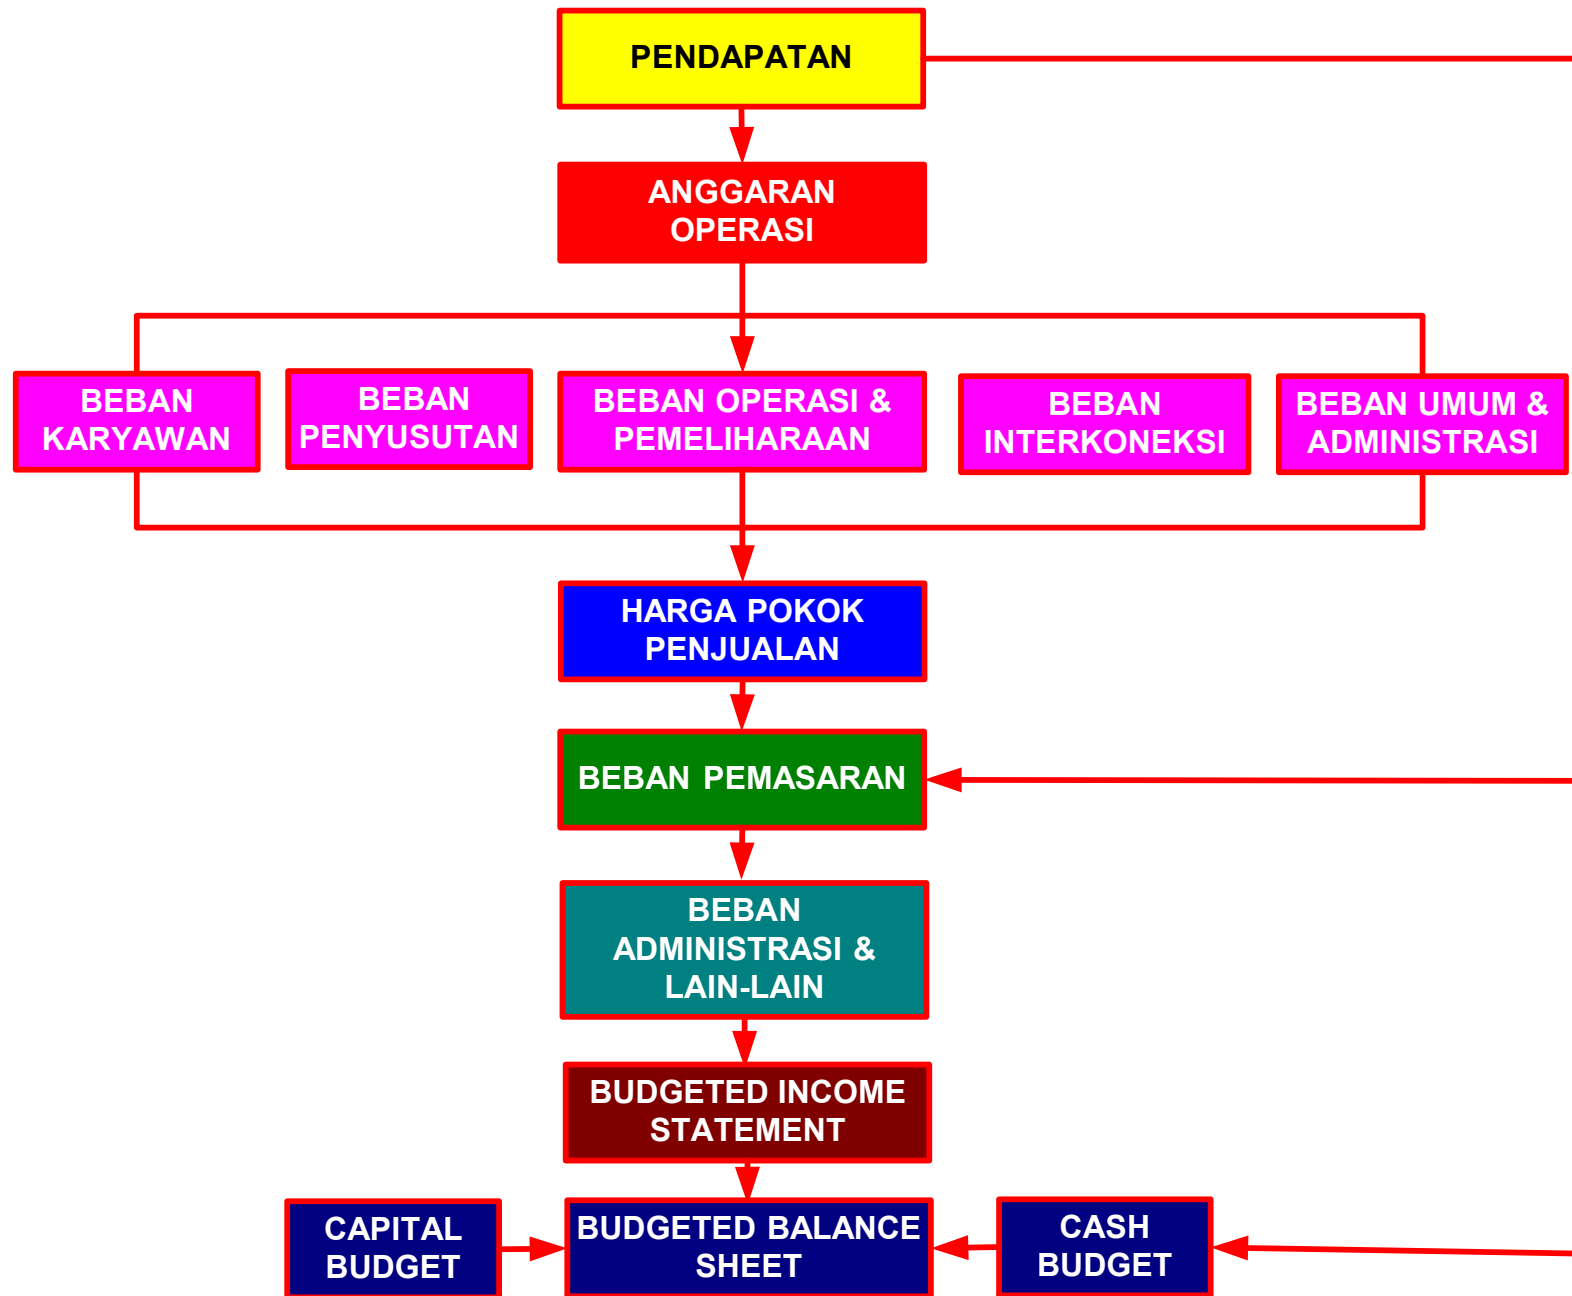 PENDAPATAN
ANGGARAN
OPERASI
BEBAN
KARYAWAN
BEBAN
PENYUSUTAN
BEBAN OPERASI &
PEMELIHARAAN
BEBAN
INTERKONEKSI
BEBAN UMUM &
ADMINISTRASI
HARGA POKOK
PENJUALAN
BEBAN PEMASARAN
BEBAN
ADMINISTRASI &
LAIN-LAIN
BUDGETED INCOME
STATEMENT
CAPITAL
BUDGET
BUDGETED BALANCE
SHEET
CASH
BUDGET